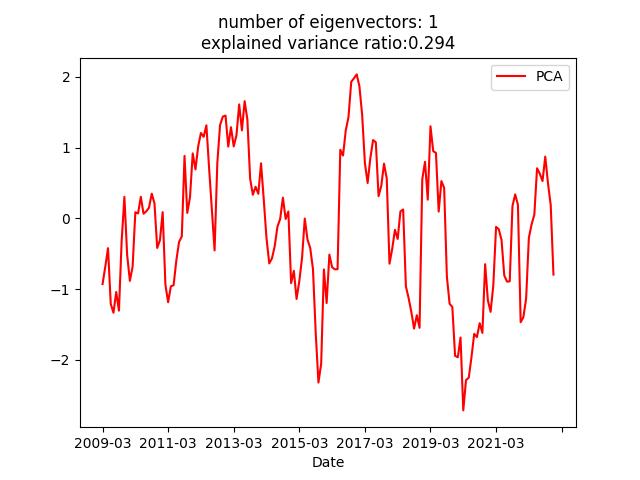 number of eigenvectors: 1
explained variance ratio:0.294
PCA
2
1
0
−1
−2
2009-03 2011-03 2013-03 2015-03 2017-03 2019-03 2021-03
Date